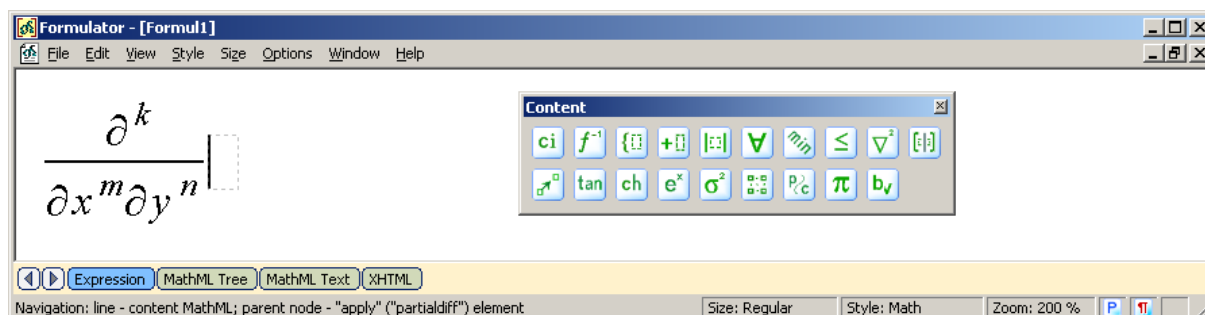 Formulator - [Formul1]
File Edit View Style Size Options Window Help
∂^k
∂x^m∂y^n
Content
ci f⁻¹ {▯ +▯ |▯| ∀ min ≤ ∇² [▯|▯]
tan ch eˣ σ² P/C π b
Expression MathML Tree MathML Text XHTML
Navigation: line - content MathML; parent node - "apply" ("partialdiff") element Size: Regular Style: Math Zoom: 200 % P ¶